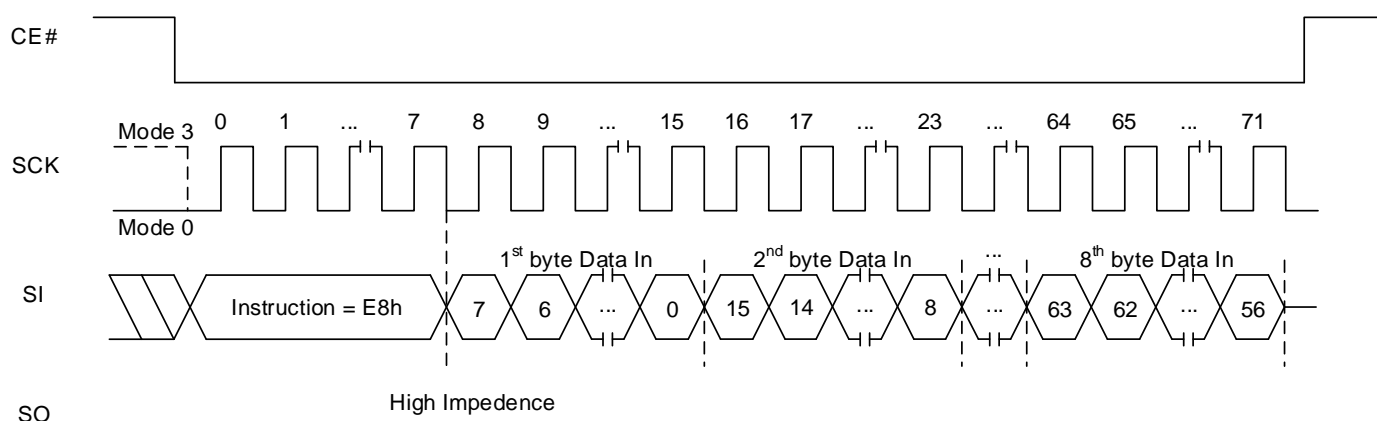 CE#
0 1 ... 7 8 9 ... 15 16 17 ... 23 ... 64 65 ... 71
Mode 3
SCK
Mode 0
1st byte Data In 2nd byte Data In ... 8th byte Data In
SI Instruction = E8h 7 6 ... 0 15 14 ... 8 ... 63 62 ... 56
High Impedence
SO